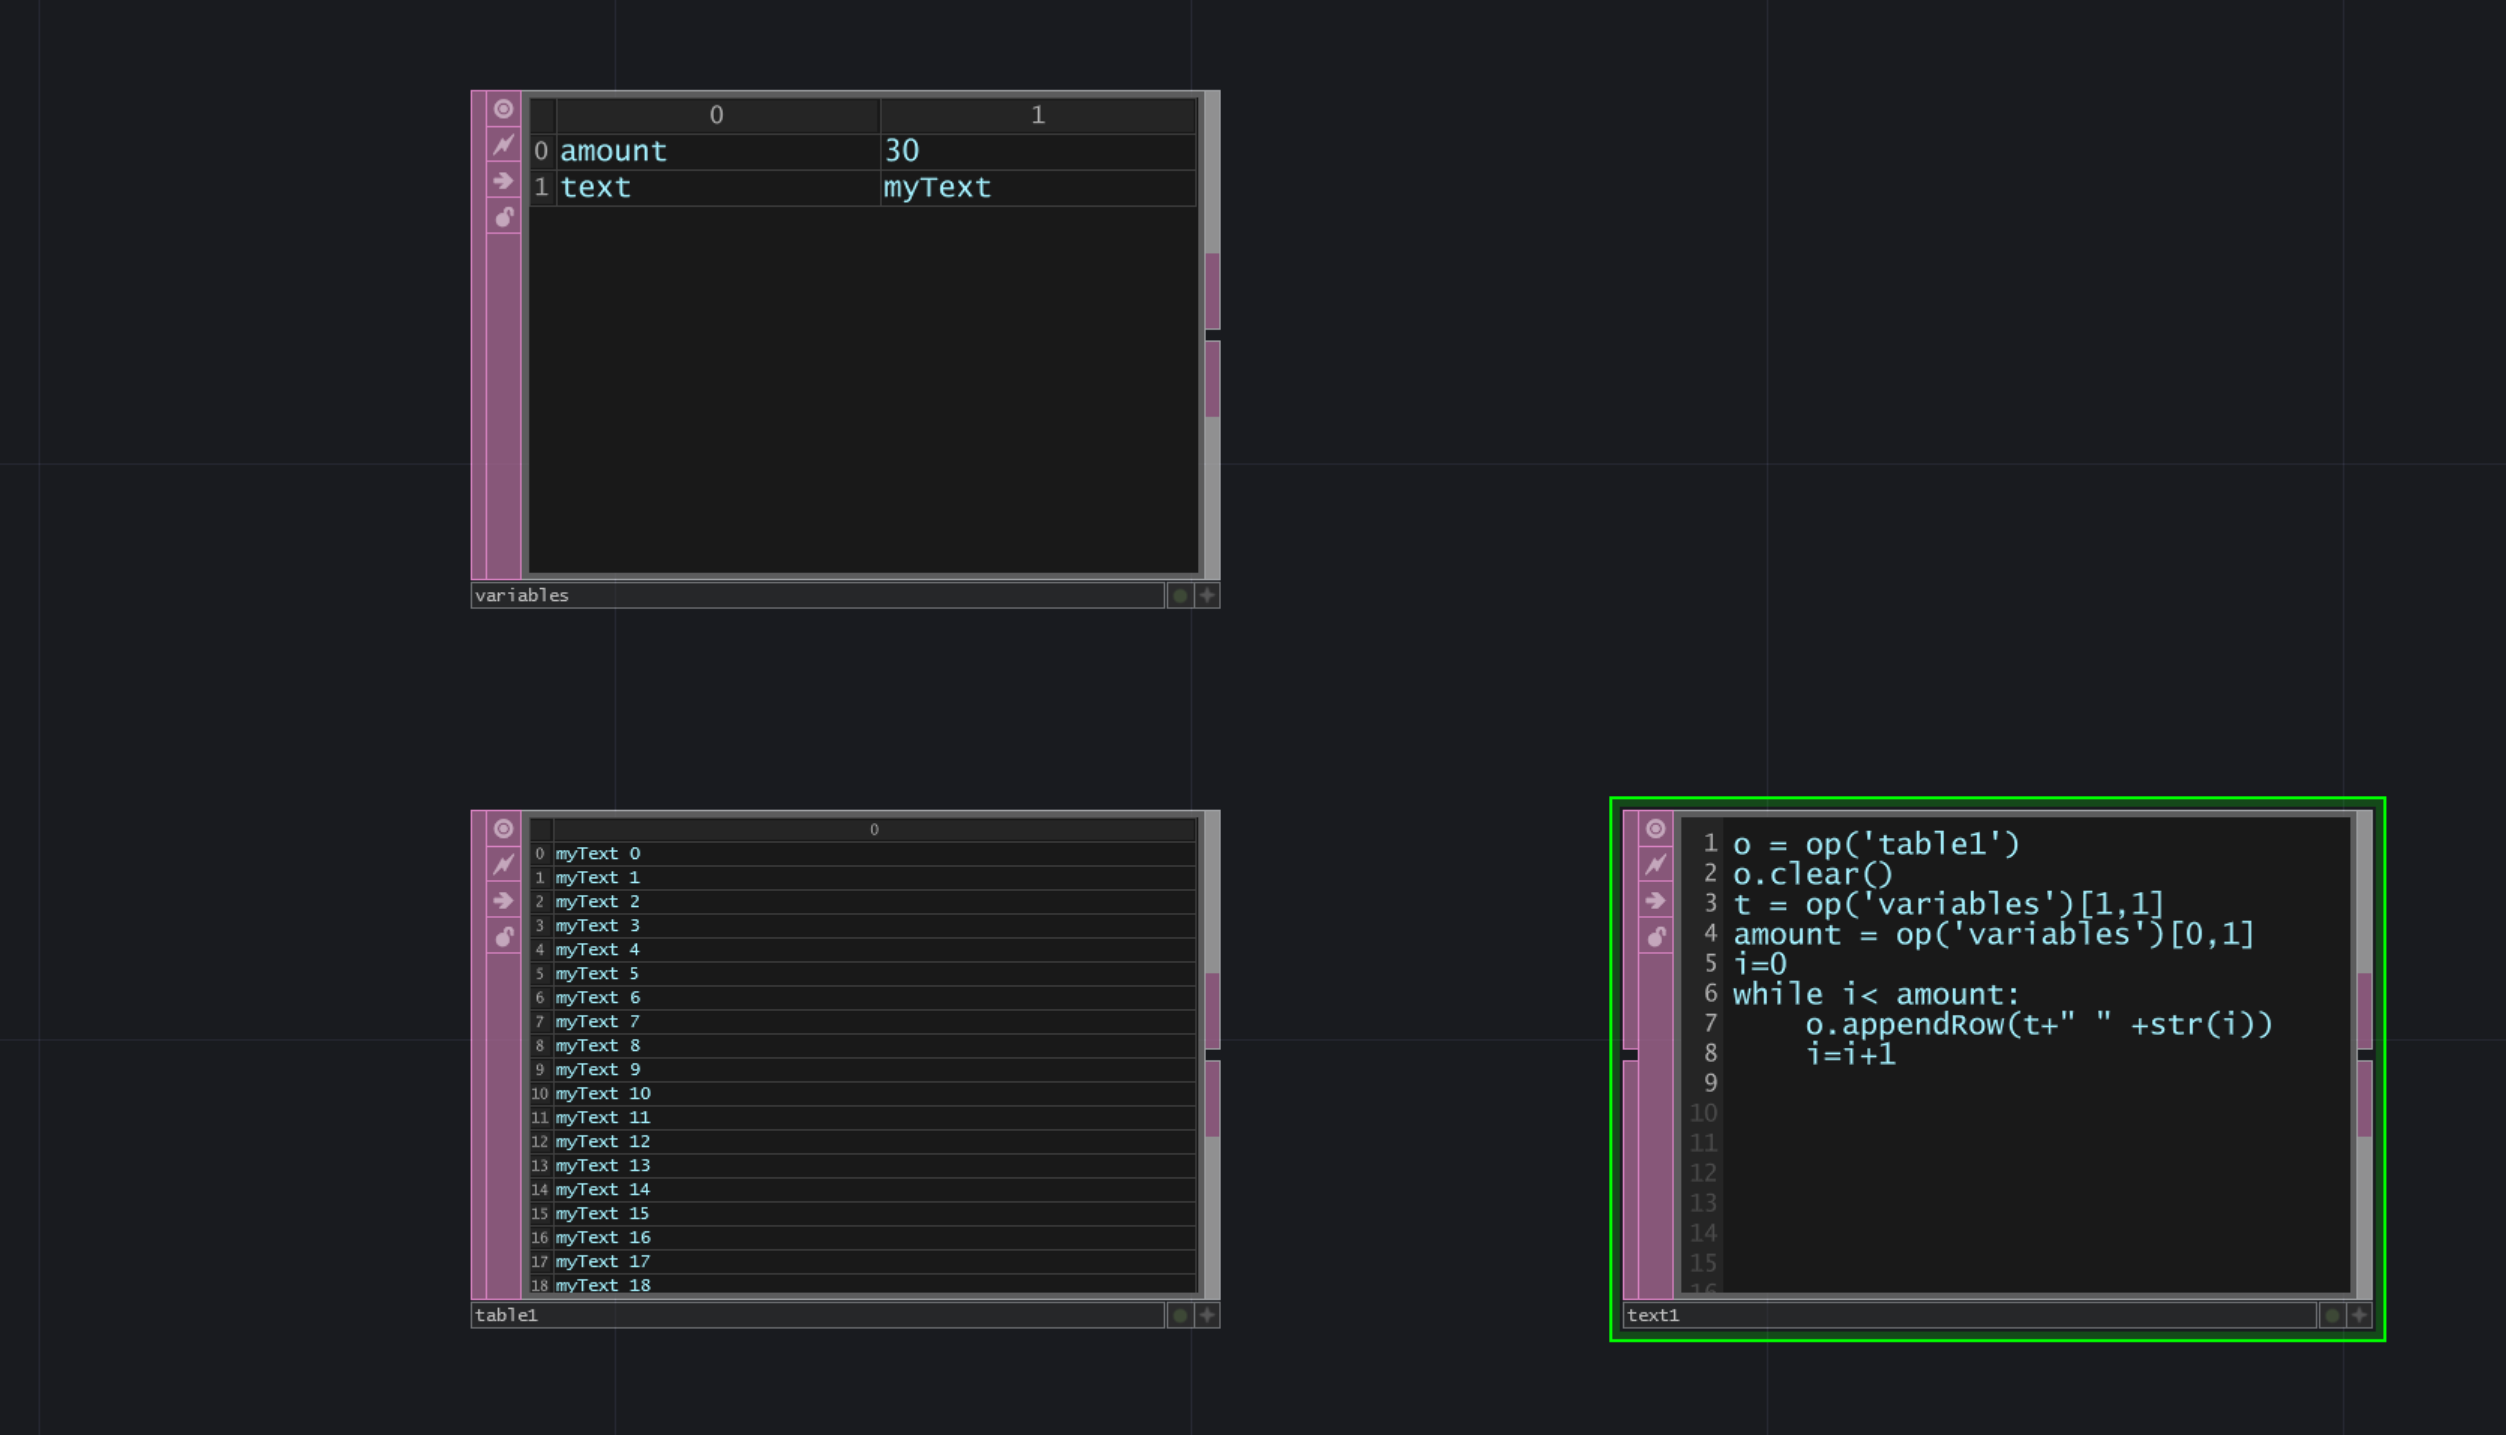 0 1
0 amount 30
1 text myText
variables
0
0 myText 0
1 myText 1
2 myText 2
3 myText 3
4 myText 4
5 myText 5
6 myText 6
7 myText 7
8 myText 8
9 myText 9
10 myText 10
11 myText 11
12 myText 12
13 myText 13
14 myText 14
15 myText 15
16 myText 16
17 myText 17
18 myText 18
table1
1 o = op('table1')
2 o.clear()
3 t = op('variables')[1,1]
4 amount = op('variables')[0,1]
5 i=0
6 while i< amount:
7     o.appendRow(t+" " +str(i))
8     i=i+1
9
10
11
12
13
14
15
16
text1